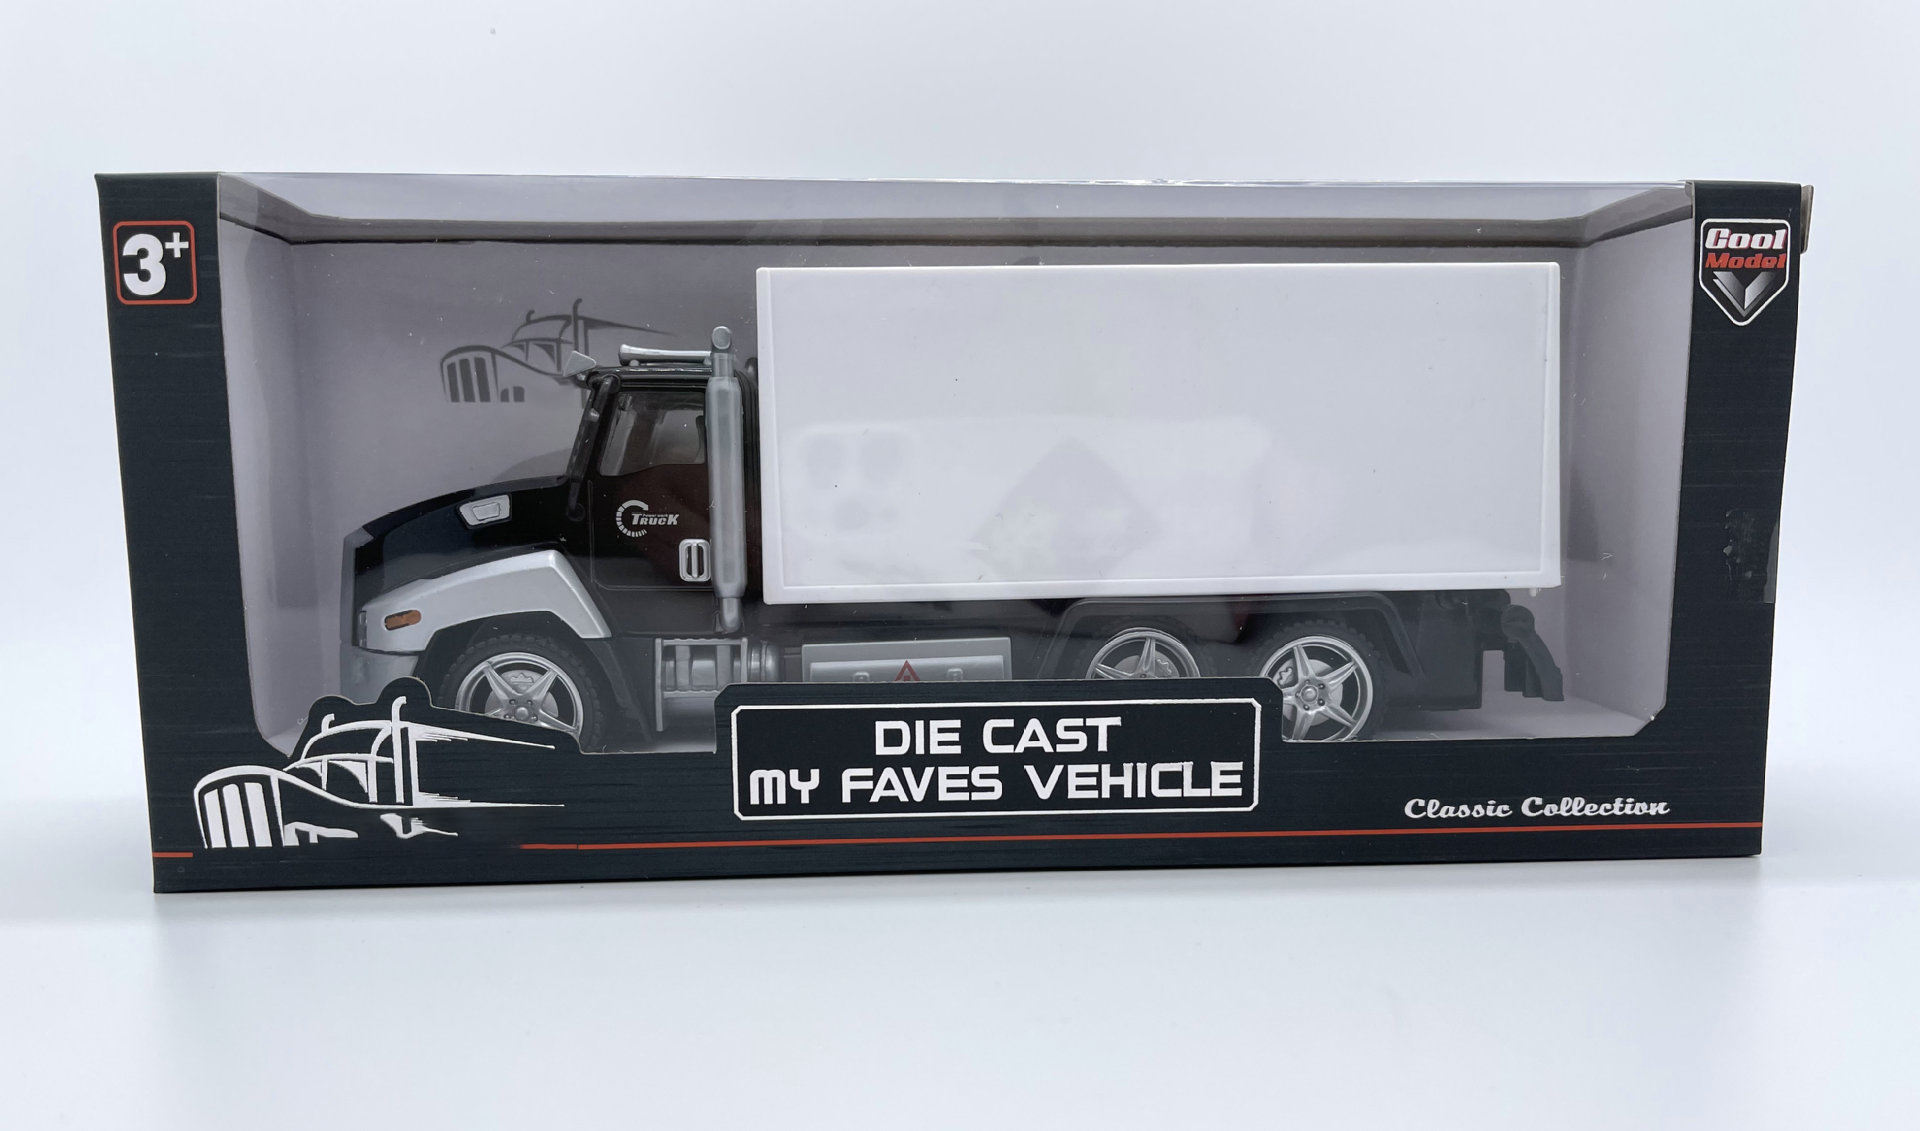 3+
Cool
Model
TRUCK
DIE CAST
MY FAVES VEHICLE
Classic Collection